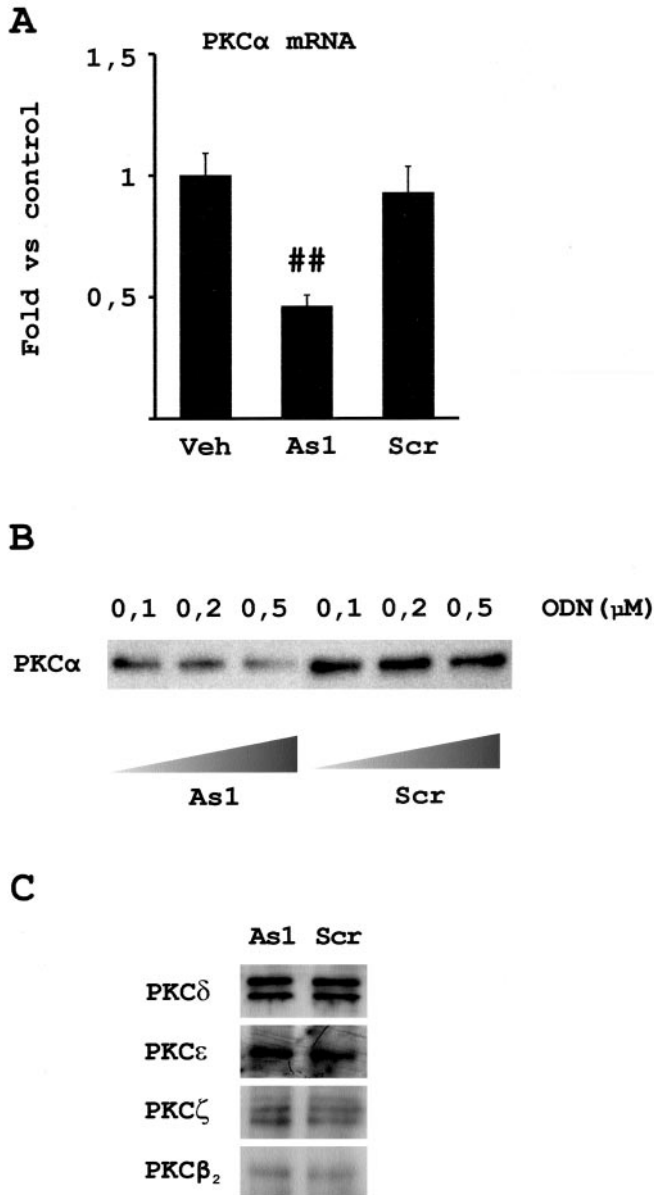 A
PKCα mRNA
1,5
1
0,5
Fold vs control
##
Veh As1 Scr
B
0,1 0,2 0,5 0,1 0,2 0,5 ODN (μM)
PKCα
As1 Scr
C
As1 Scr
PKCδ
PKCε
PKCζ
PKCβ₂